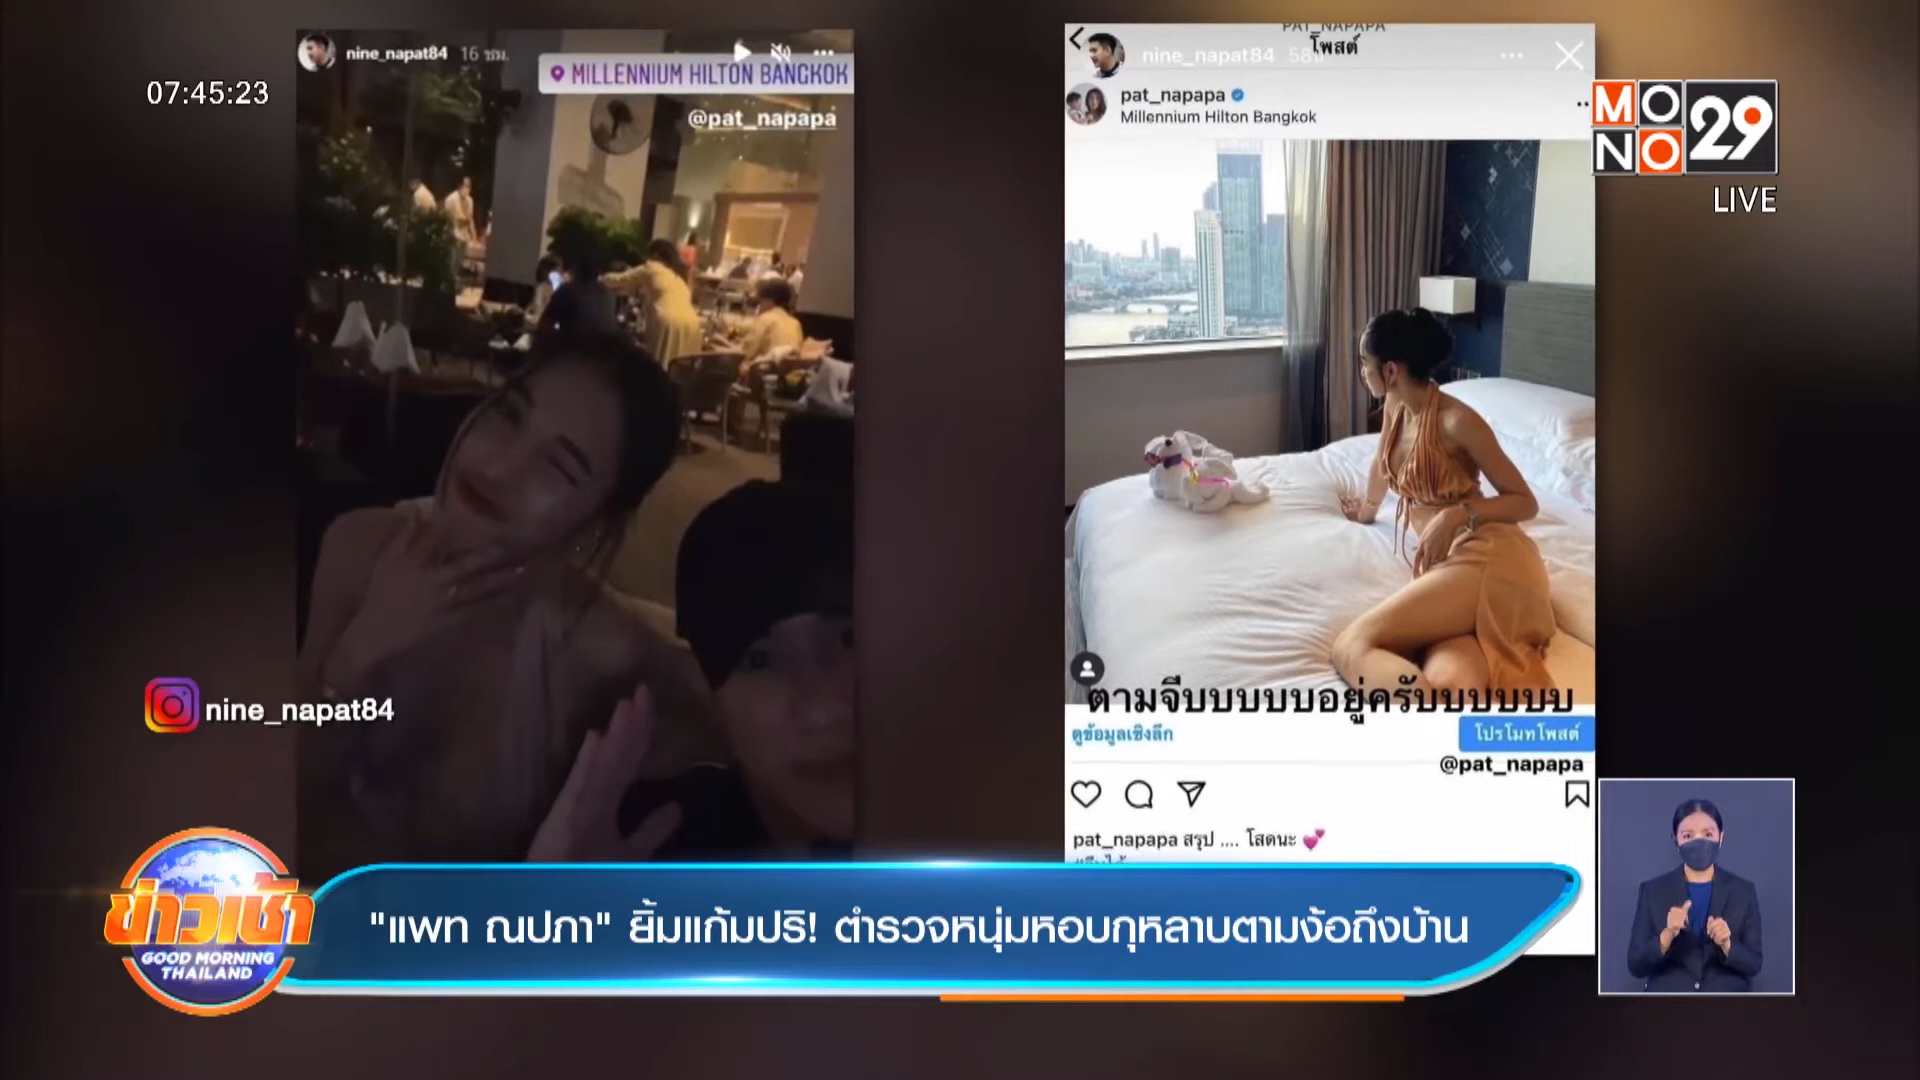 07:45:23
nine_napat84 16 ชม.
MILLENNIUM HILTON BANGKOK
@pat_napapa
nine_napat84
PAT_NAPAPA
โพสต์
nine_napat84
pat_napapa
Millennium Hilton Bangkok
ตามจีบบบบบบอยู่ครับบบบบบบ
ดูข้อมูลเชิงลึก
โปรโมทโพสต์
@pat_napapa
pat_napapa สรุป .... โสดนะ 💕
MONO 29
LIVE
ข่าวเช้า
GOOD MORNING
THAILAND
"แพท ณปภา" ยิ้มแก้มปริ! ตำรวจหนุ่มหอบกุหลาบตามง้อถึงบ้าน